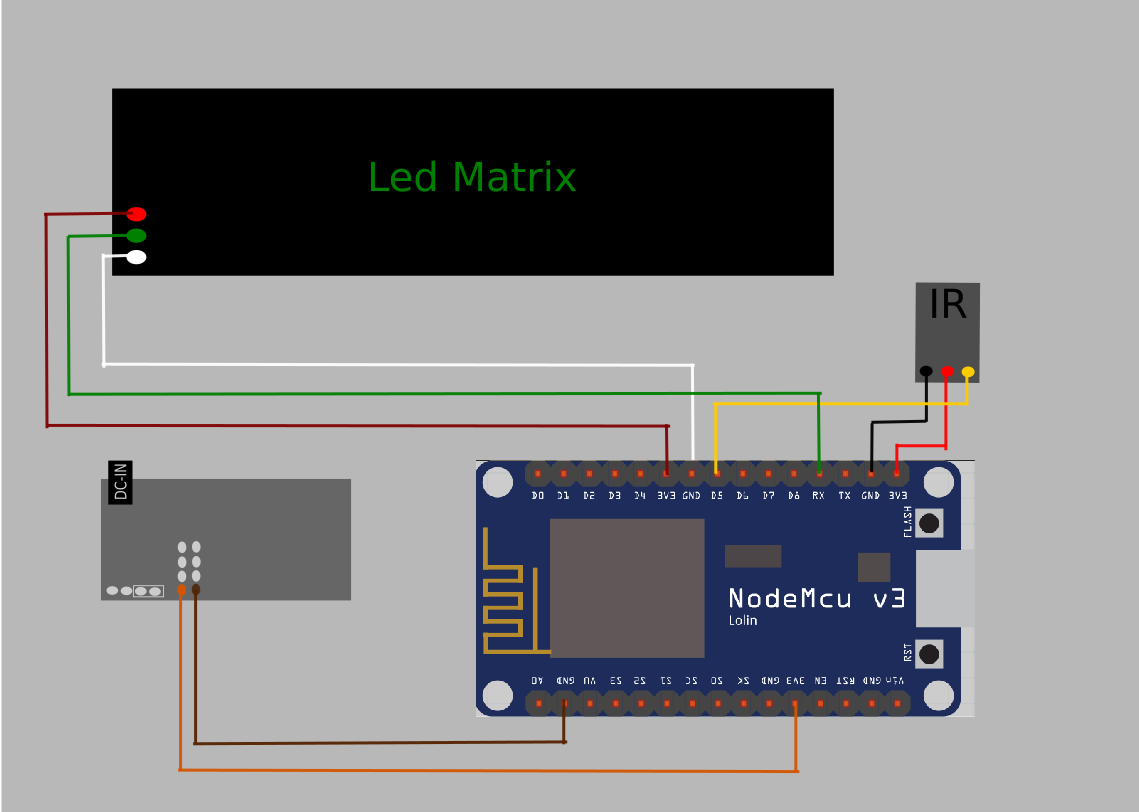 Led Matrix
IR
DC-IN
D0 D1 D2 D3 D4 3V3 GND D5 D6 D7 D8 RX TX GND 3V3
FLASH
NodeMcu v3
Lolin
RST
A0 GND VU S3 S2 S1 SC SO SK GND 3V3 EN RST GND Vin